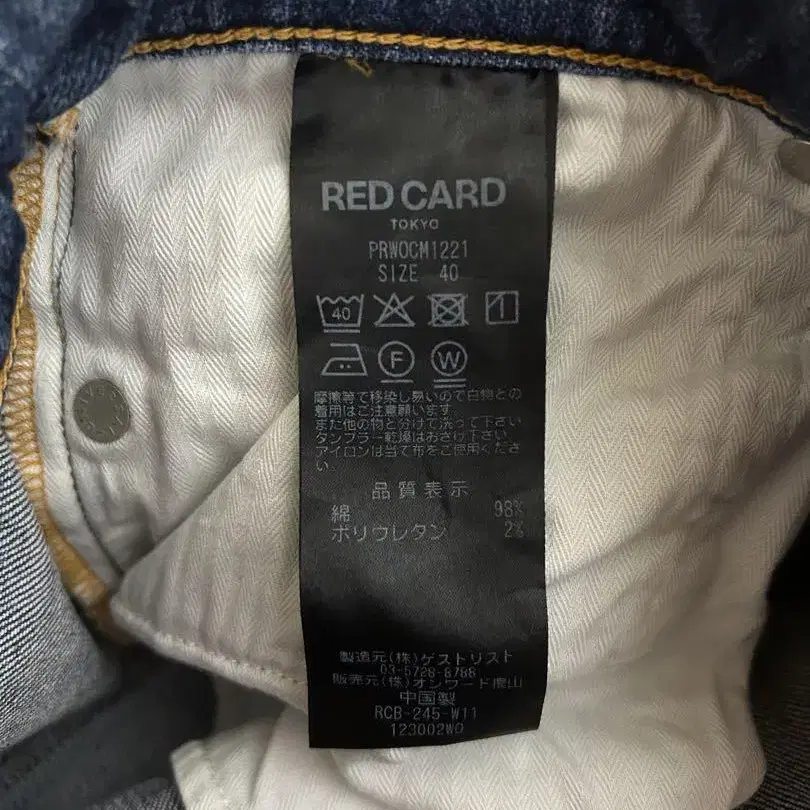 RED CARD
TOKYO
PRWOCM1221
SIZE 40
40
F
W
摩擦等で移染し易いので白物との
着用はご注意願います。
また他の物と分けて洗って下さい。
タンブラー乾燥はおさけ下さい。
アイロンは当て布をご使用くださ
い。
品質表示
綿 98%
ポリウレタン 2%
製造元(株)ゲストリスト
03-5728-8788
販売元(株)オンワード樫山
中国製
RCB-245-W11
123002WO